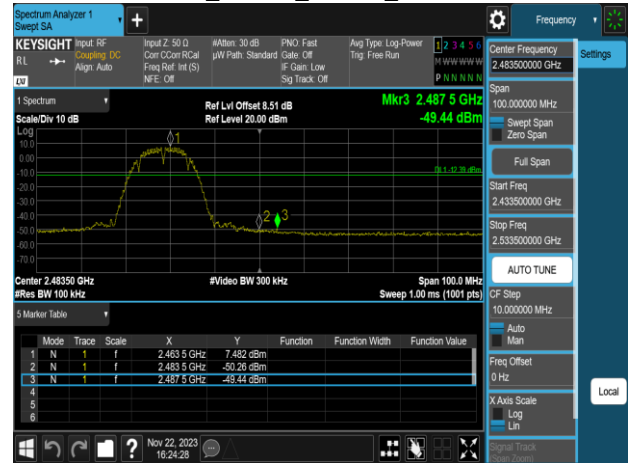 Spectrum Analyzer 1
Swept SA
+
Frequency
KEYSIGHT
RL
LXI
Input: RF
Coupling: DC
Align: Auto
Input Z: 50 Ω
Corr CCorr RCal
Freq Ref: Int (S)
NFE: Off
#Atten: 30 dB
µW Path: Standard
PNO: Fast
Gate: Off
IF Gain: Low
Sig Track: Off
Avg Type: Log-Power
Trig: Free Run
1 2 3 4 5 6
M W W W W W
P N N N N N
Center Frequency
2.483500000 GHz
Settings
1 Spectrum
Scale/Div 10 dB
Log
Ref Lvl Offset 8.51 dB
Ref Level 20.00 dBm
Mkr3 2.487 5 GHz
-49.44 dBm
Span
100.000000 MHz
Swept Span
Zero Span
Full Span
Start Freq
2.433500000 GHz
Stop Freq
2.533500000 GHz
AUTO TUNE
CF Step
10.000000 MHz
Auto
Man
Freq Offset
0 Hz
X Axis Scale
Log
Lin
Signal Track
(Span Zoom)
Local
10.0
0.00
-10.0
-20.0
-30.0
-40.0
-50.0
-60.0
-70.0
1
2
3
DL1 -12.39 dBm
Center 2.48350 GHz
#Res BW 100 kHz
#Video BW 300 kHz
Span 100.0 MHz
Sweep 1.00 ms (1001 pts)
5 Marker Table
Mode Trace Scale X Y Function Function Width Function Value
1 N 1 f 2.463 5 GHz 7.482 dBm
2 N 1 f 2.483 5 GHz -50.26 dBm
3 N 1 f 2.487 5 GHz -49.44 dBm
4
5
6
?
Nov 22, 2023
16:24:28